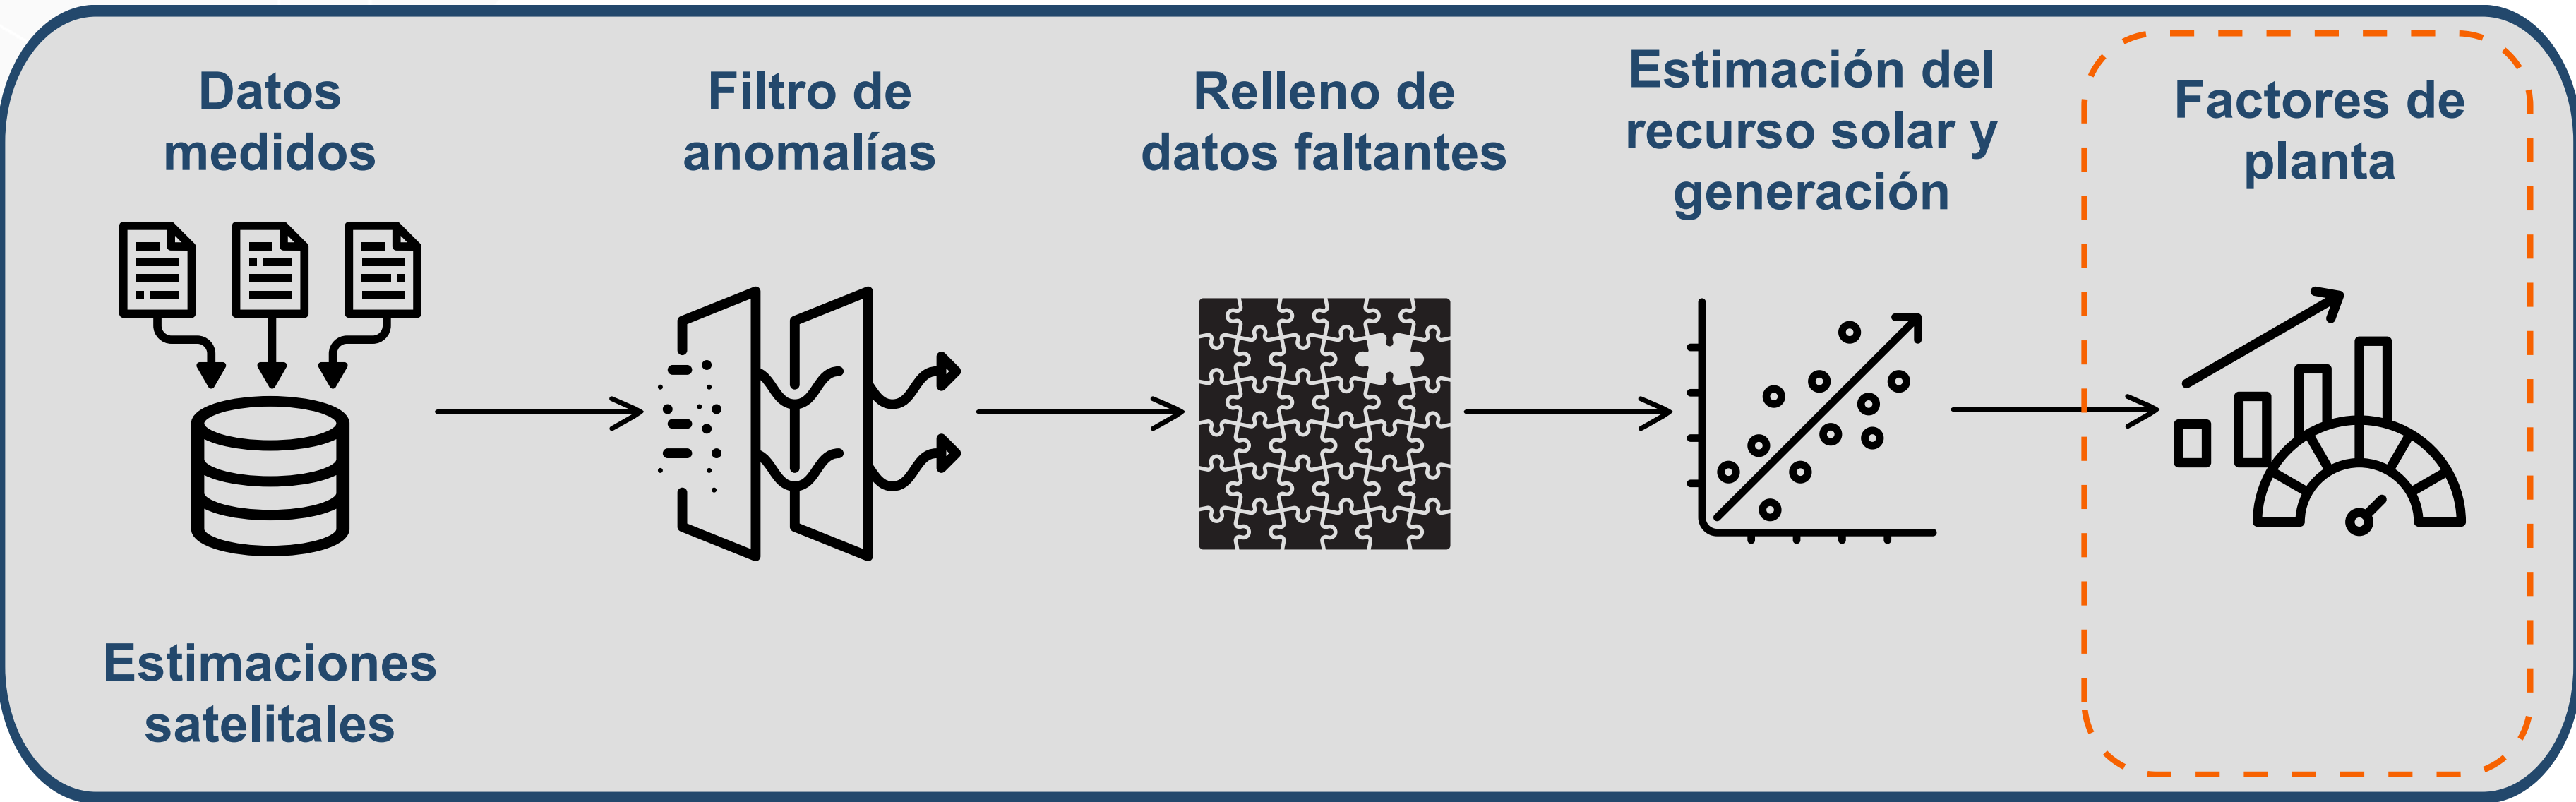 Datos
medidos
Estimaciones
satelitales
Filtro de
anomalías
Relleno de
datos faltantes
Estimación del
recurso solar y
generación
Factores de
planta